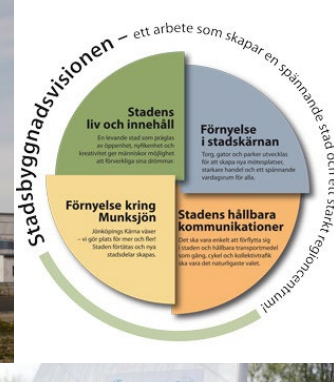 Stadsbyggnadsvisionen – ett arbete som skapar en spännande stad och ett starkt regioncentrum!
Stadens
liv och innehåll
En levande stad som präglas
av öppenhet, nyfikenhet och
kreativitet ger människor möjlighet
att förverkliga sina drömmar.
Förnyelse
i stadskärnan
Torg, gator och parker utvecklas
för att skapa nya mötesplatser,
starkare handel och ett spännande
vardagsrum för alla.
Förnyelse kring
Munksjön
Jönköpings Kärna växer
– vi gör plats för mer och fler!
Staden förtätas och nya
stadsdelar skapas.
Stadens hållbara
kommunikationer
Det ska vara enkelt att förflytta sig
i staden och hållbara transportmedel
som gång, cykel och kollektivtrafik
ska vara det naturligaste valet.